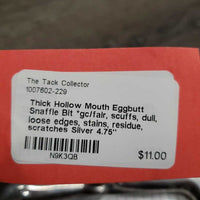 The Tack Collector
1007602-229
Thick Hollow Mouth Eggbutt
Snaffle Bit *gc/fair, scuffs, dull,
loose edges, stains, residue,
scratches Silver 4.75"
N9K3QB
$11.00